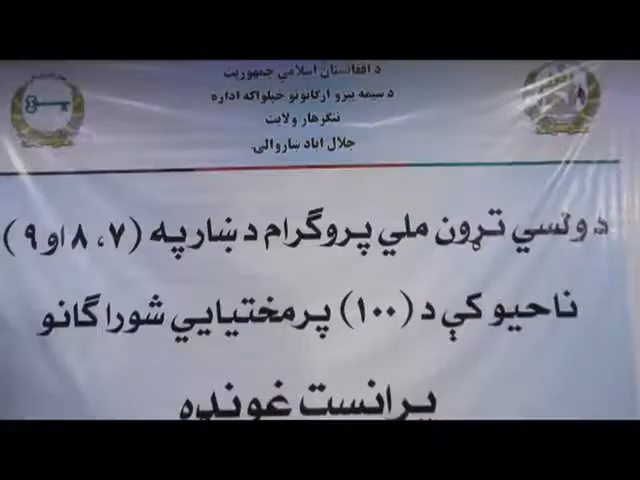 د افغانستان اسلامي جمهوریت
د سیمه ییزو ارګانونو خپلواکه اداره
ننګرهار ولایت
جلال اباد ښاروالۍ
د ولسي تړون ملي پروګرام د ښار په (۷، ۸ او ۹)
ناحیو کې د (۱۰۰) پرمختیایي شوراګانو
پرانست غونډه